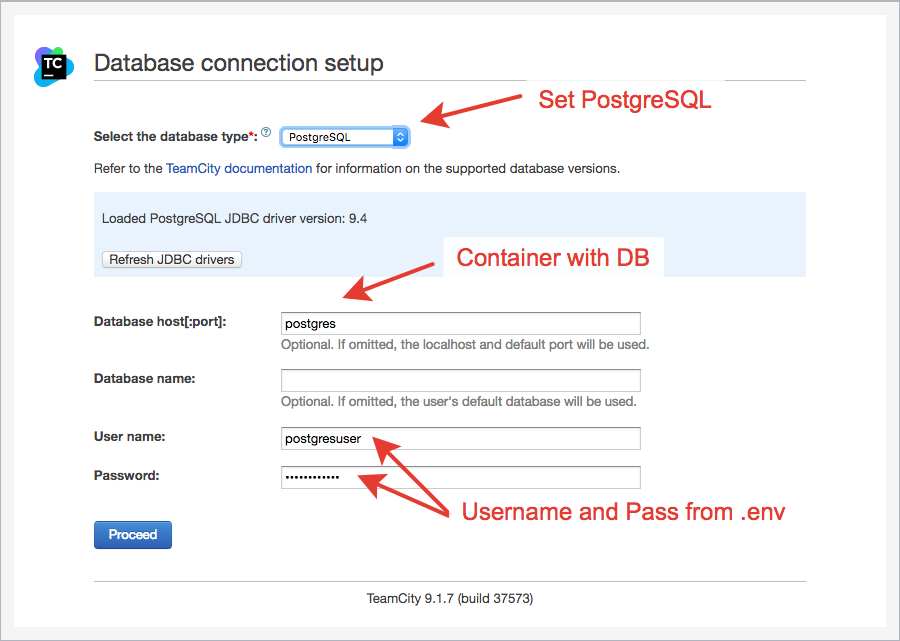 TC
Database connection setup
Set PostgreSQL
Select the database type*: ? PostgreSQL
Refer to the TeamCity documentation for information on the supported database versions.
Loaded PostgreSQL JDBC driver version: 9.4
Refresh JDBC drivers
Container with DB
Database host[:port]: postgres
Optional. If omitted, the localhost and default port will be used.
Database name:
Optional. If omitted, the user's default database will be used.
User name: postgresuser
Password: ••••••••••••
Username and Pass from .env
Proceed
TeamCity 9.1.7 (build 37573)